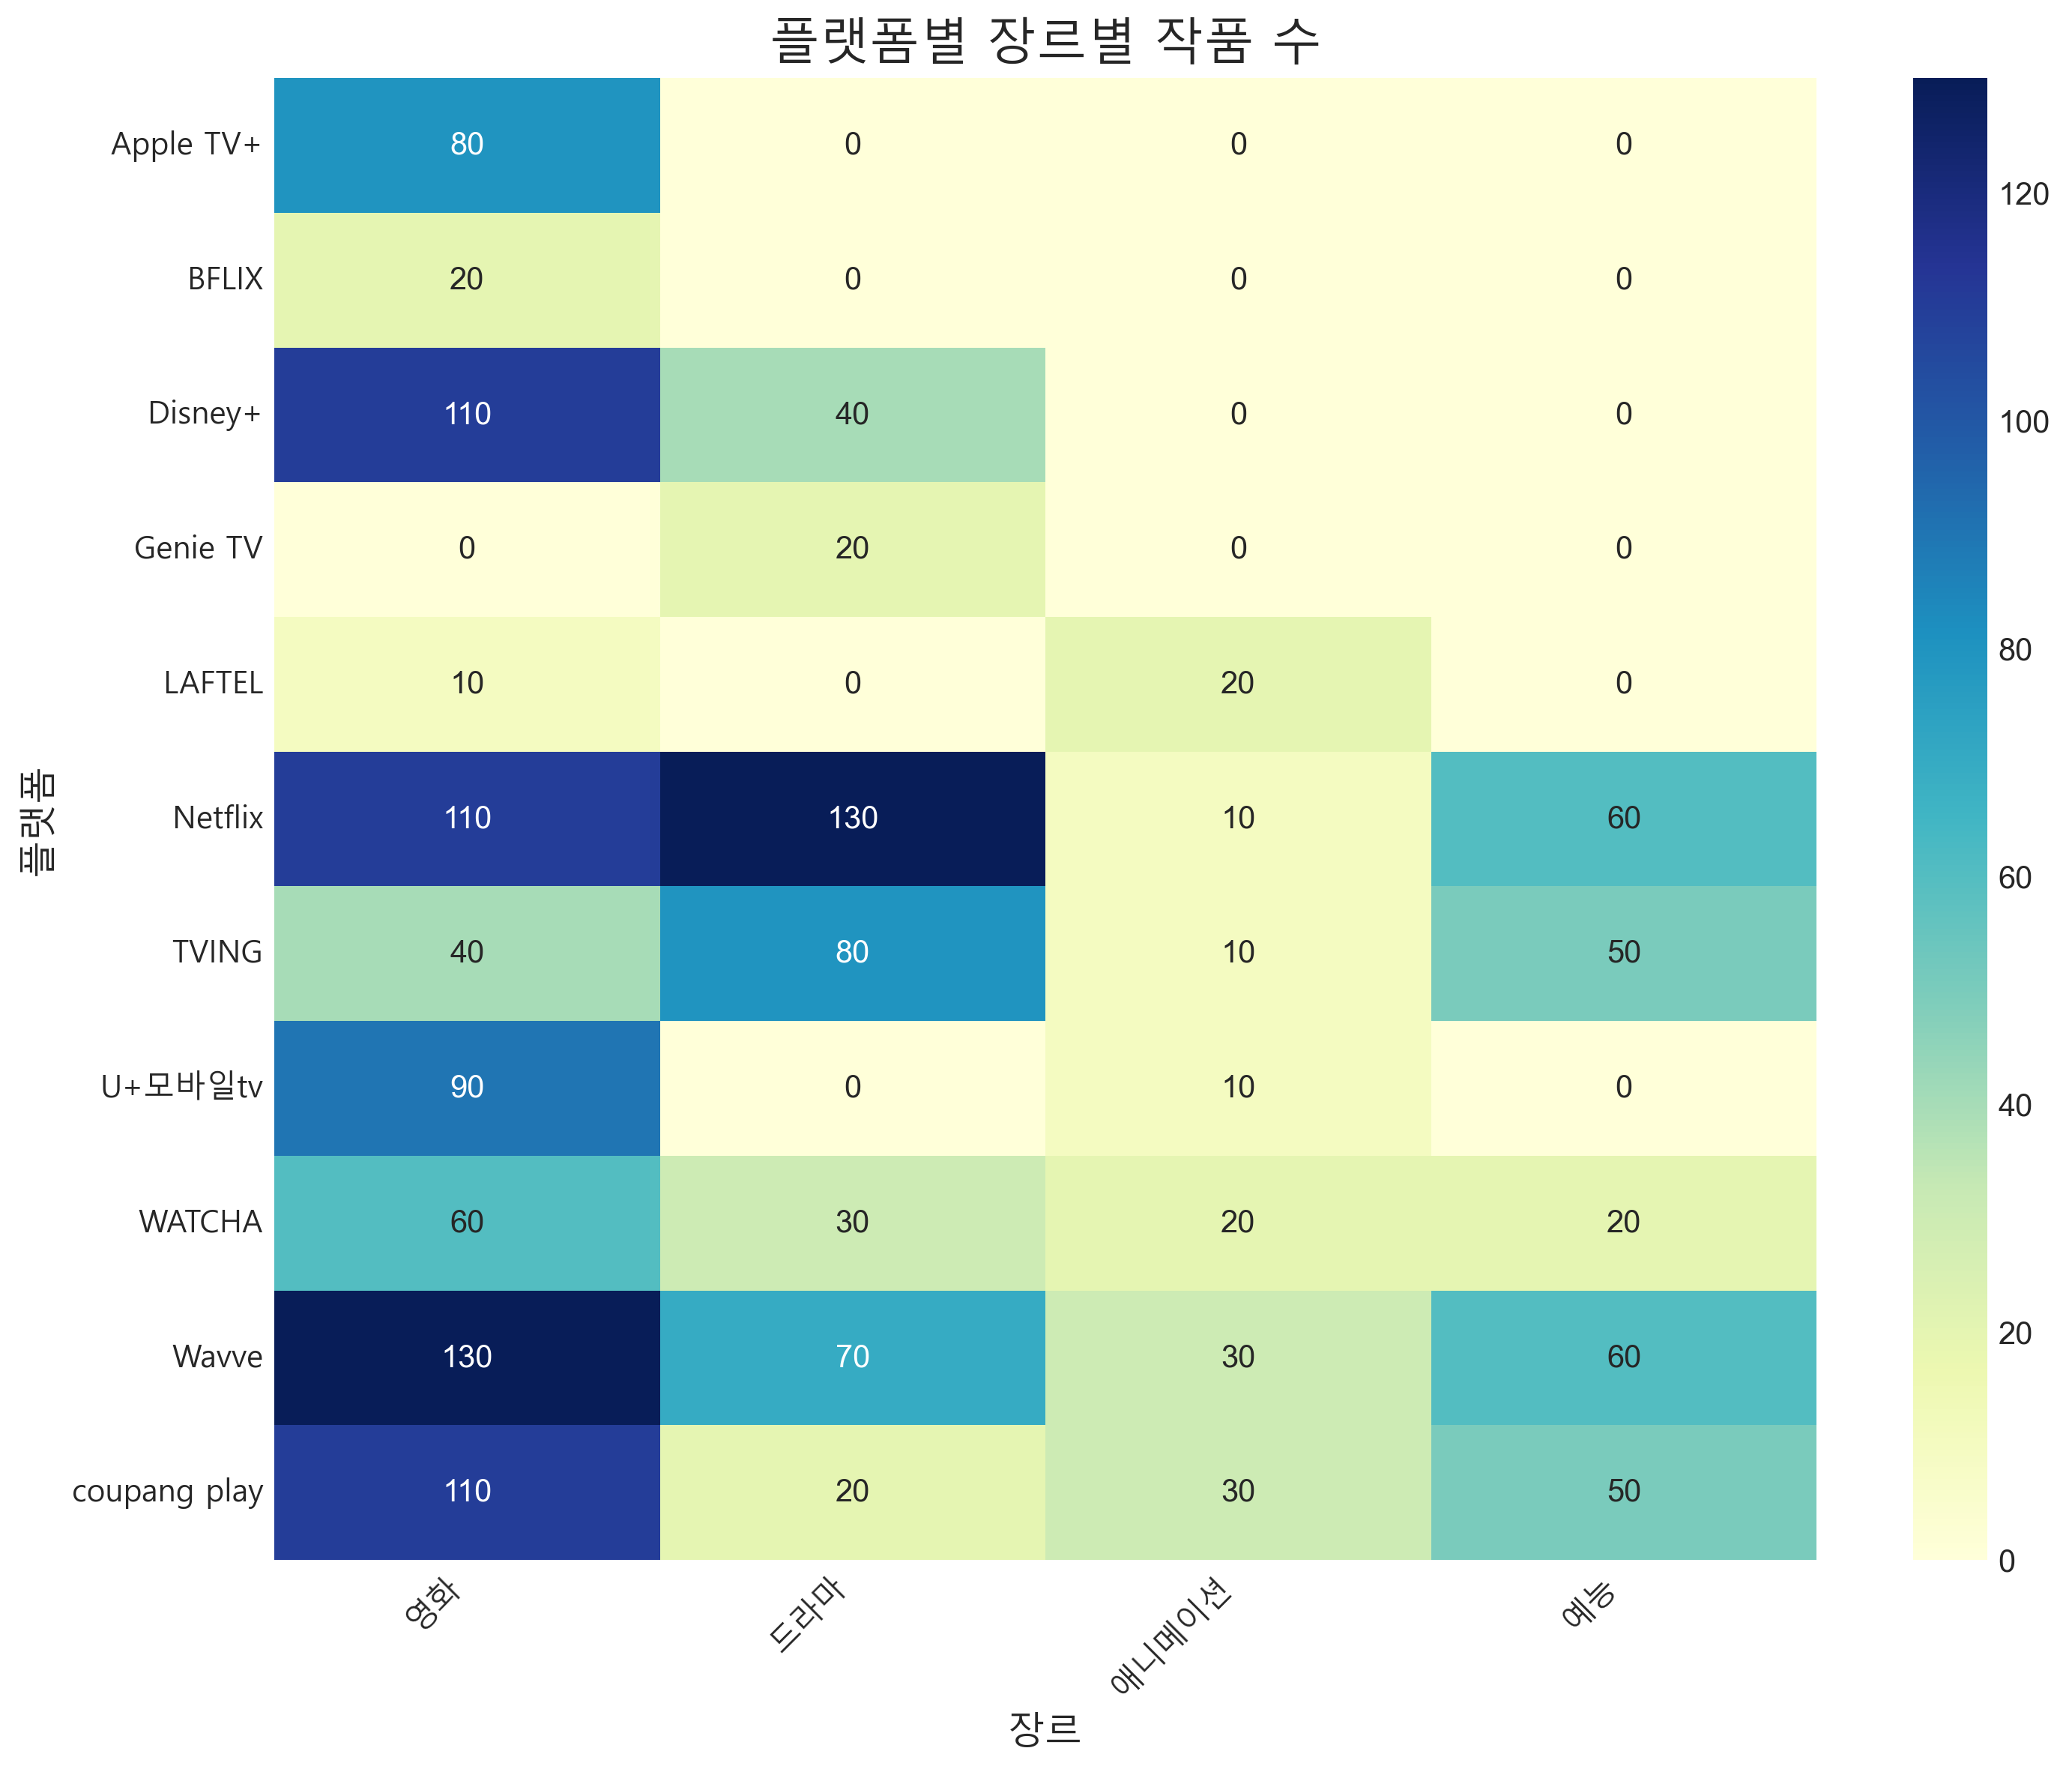 플랫폼별 장르별 작품 수
플랫폼
Apple TV+ 80 0 0 0
BFLIX 20 0 0 0
Disney+ 110 40 0 0
Genie TV 0 20 0 0
LAFTEL 10 0 20 0
Netflix 110 130 10 60
TVING 40 80 10 50
U+모바일tv 90 0 10 0
WATCHA 60 30 20 20
Wavve 130 70 30 60
coupang play 110 20 30 50
영화 드라마 애니메이션 예능
장르
120
100
80
60
40
20
0